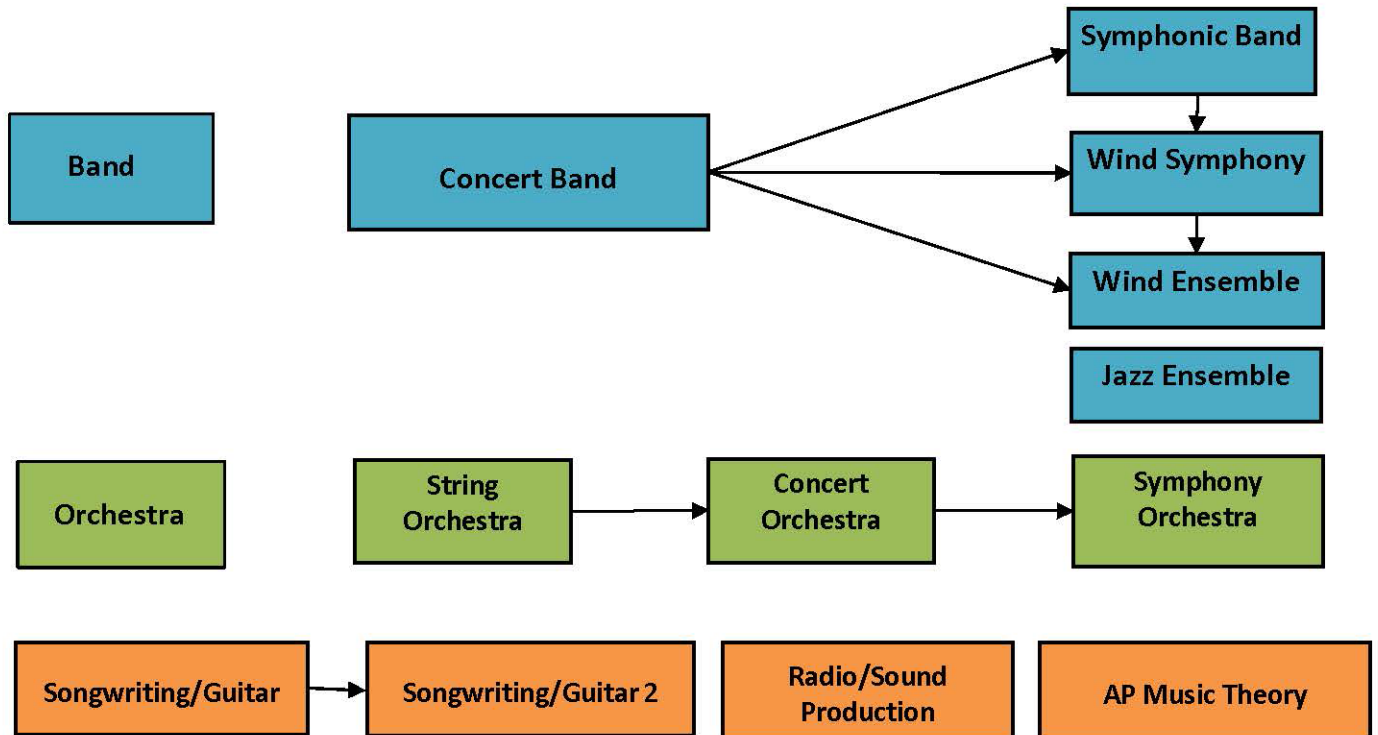 Symphonic Band
Band
Concert Band
Wind Symphony
Wind Ensemble
Jazz Ensemble
Orchestra
String
Orchestra
Concert
Orchestra
Symphony
Orchestra
Songwriting/Guitar
Songwriting/Guitar 2
Radio/Sound
Production
AP Music Theory